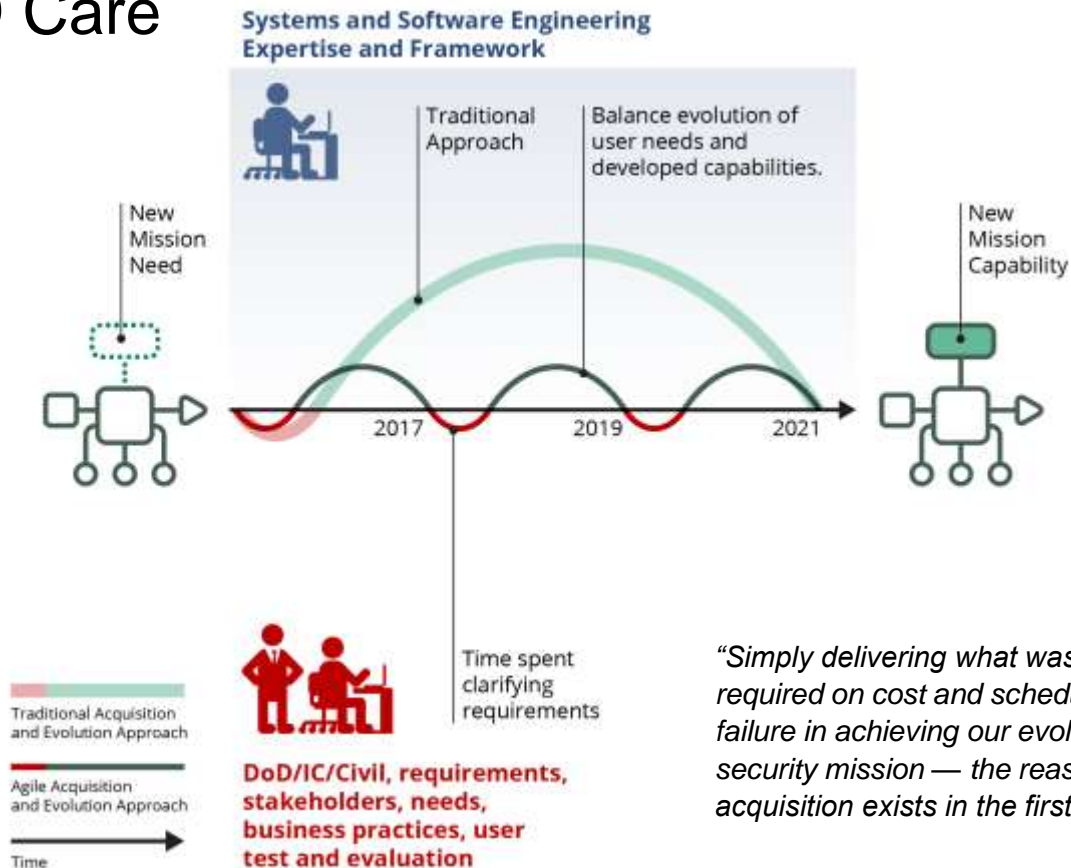 Care
Systems and Software Engineering
Expertise and Framework
Traditional
Approach
Balance evolution of
user needs and
developed capabilities.
New
Mission
Need
New
Mission
Capability
2017
2019
2021
Time spent
clarifying
requirements
Traditional Acquisition
and Evolution Approach
Agile Acquisition
and Evolution Approach
Time
DoD/IC/Civil, requirements,
stakeholders, needs,
business practices, user
test and evaluation
“Simply delivering what was
required on cost and
failure in achieving our
security mission — the
acquisition exists in the first